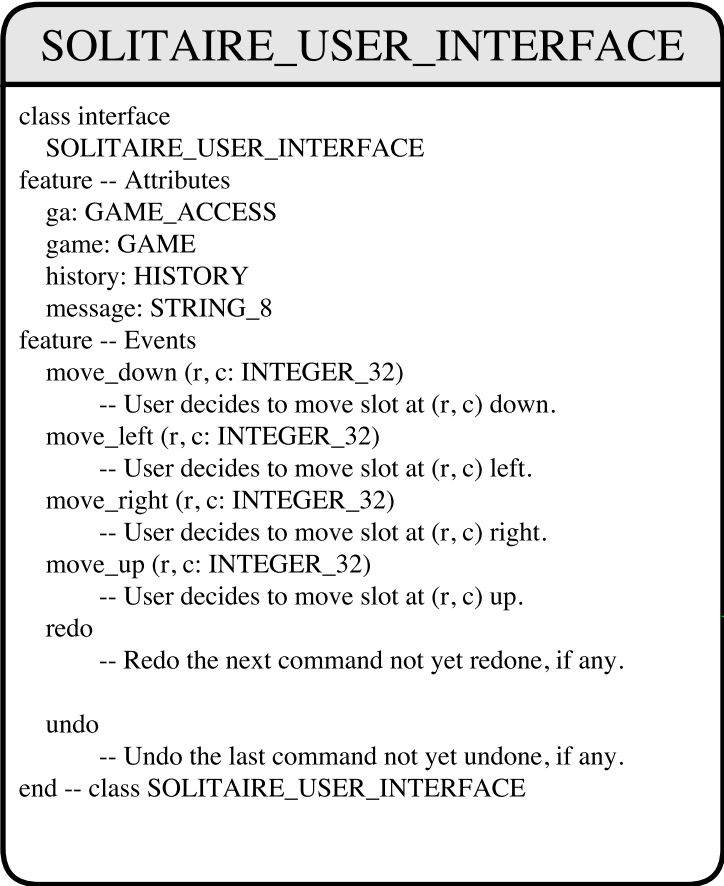 SOLITAIRE_USER_INTERFACE
class interface
SOLITAIRE_USER_INTERFACE
feature -- Attributes
ga: GAME_ACCESS
game: GAME
history: HISTORY
message: STRING_8
feature -- Events
move_down (r, c: INTEGER_32)
-- User decides to move slot at (r, c) down.
move_left (r, c: INTEGER_32)
-- User decides to move slot at (r, c) left.
move_right (r, c: INTEGER_32)
-- User decides to move slot at (r, c) right.
move_up (r, c: INTEGER_32)
-- User decides to move slot at (r, c) up.
redo
-- Redo the next command not yet redone, if any.
undo
-- Undo the last command not yet undone, if any.
end -- class SOLITAIRE_USER_INTERFACE